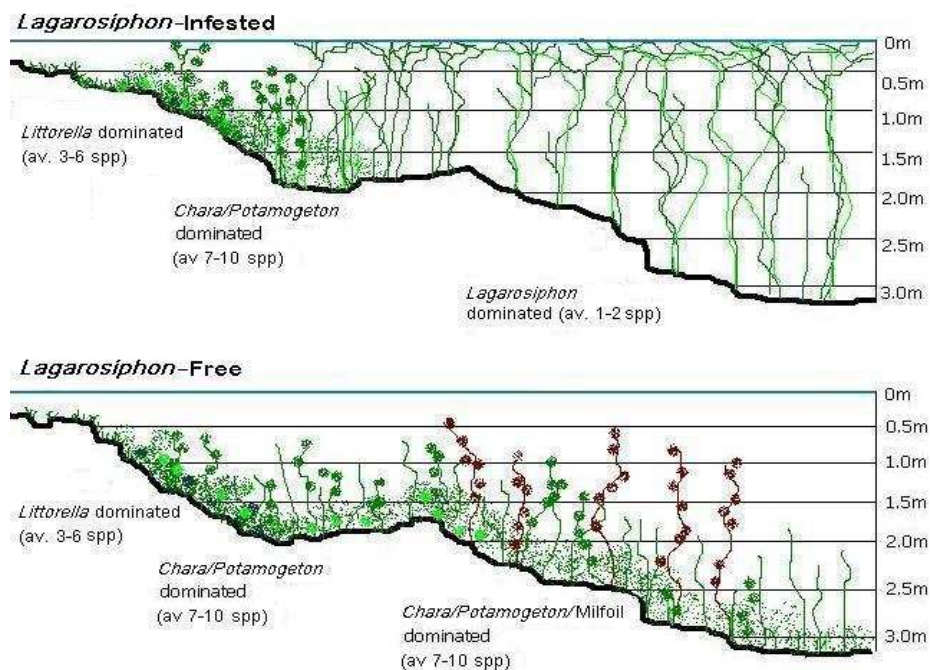 Lagarosiphon-Infested
0m
0.5m
1.0m
1.5m
2.0m
2.5m
3.0m
Littorella dominated
(av. 3-6 spp)
Chara/Potamogeton
dominated
(av 7-10 spp)
Lagarosiphon
dominated (av. 1-2 spp)
Lagarosiphon-Free
0m
0.5m
1.0m
1.5m
2.0m
2.5m
3.0m
Littorella dominated
(av. 3-6 spp)
Chara/Potamogeton
dominated
(av 7-10 spp)
Chara/Potamogeton/Milfoil
dominated
(av 7-10 spp)